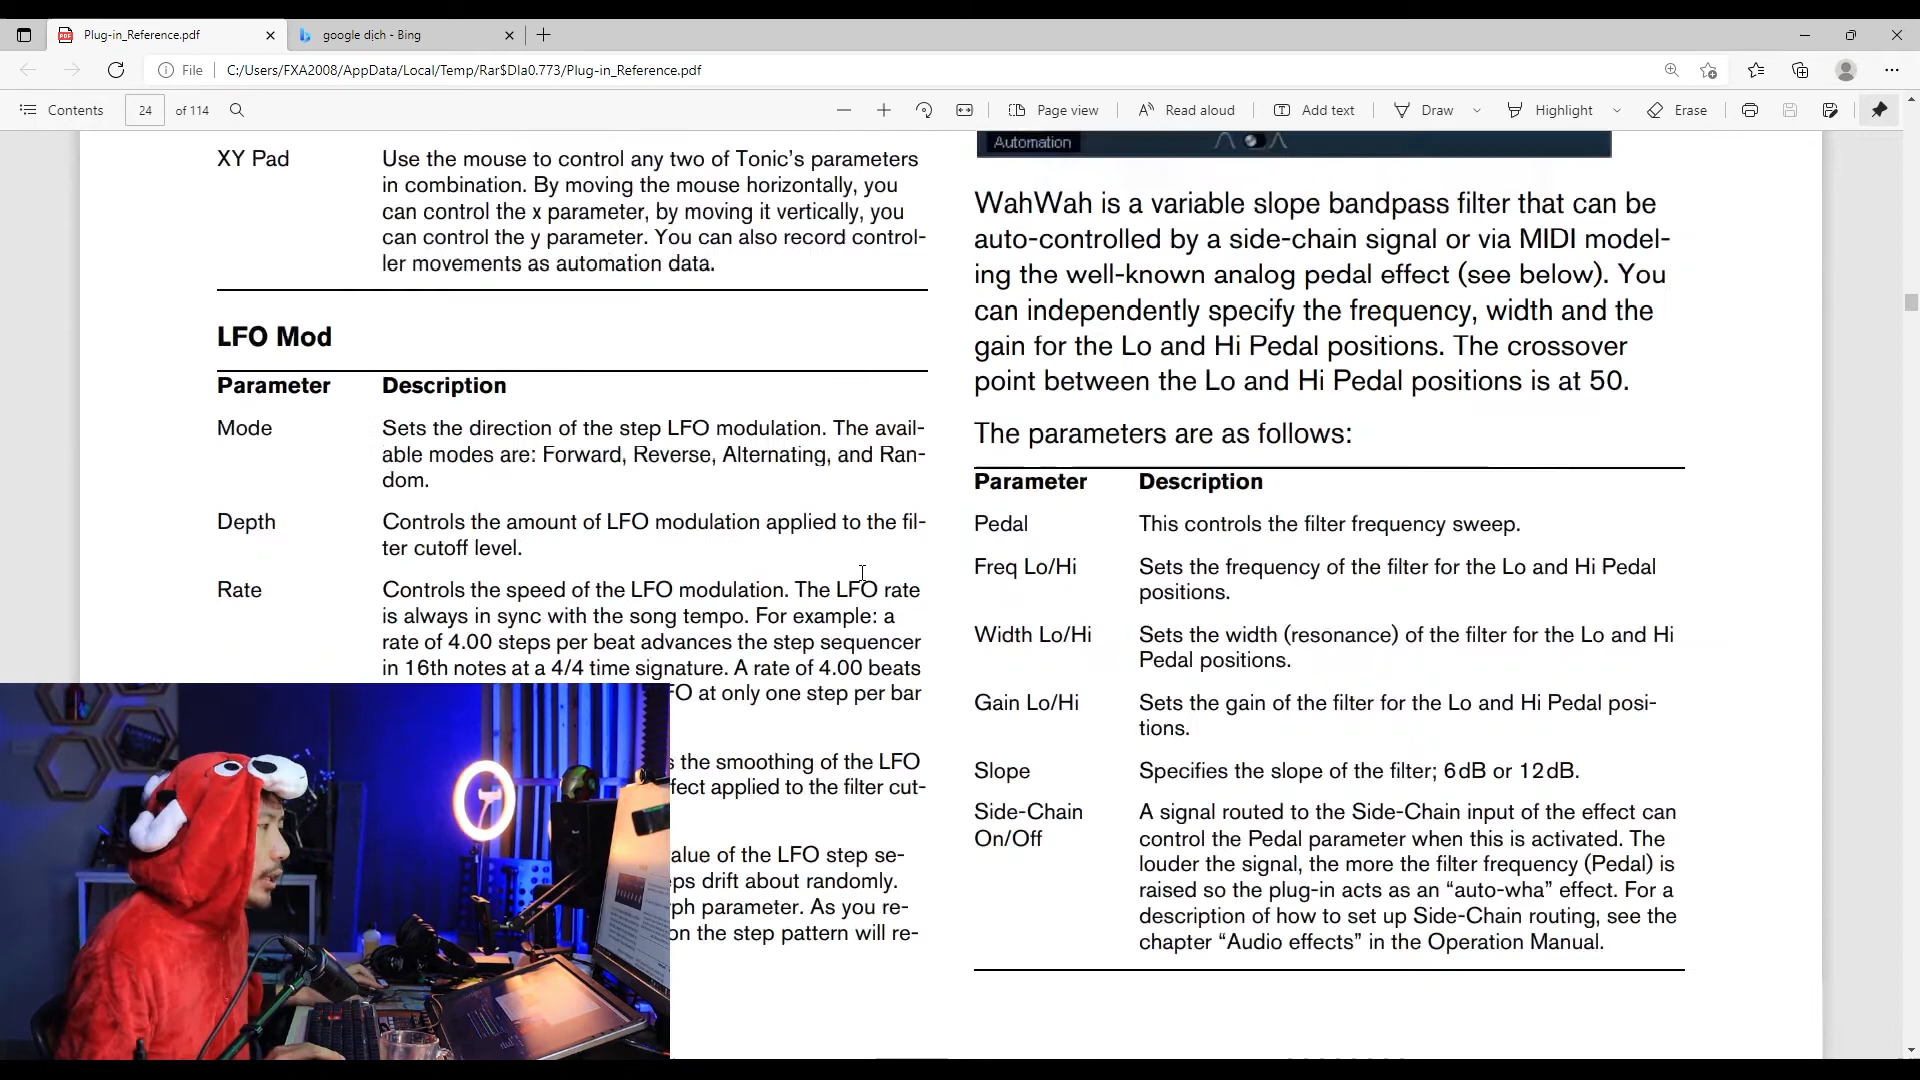 Plug-in_Reference.pdf
google dịch - Bing
File
C:/Users/FXA2008/AppData/Local/Temp/Rar$DIa0.773/Plug-in_Reference.pdf
Contents
24
of 114
Page view
Read aloud
Add text
Draw
Highlight
Erase
XY Pad
Use the mouse to control any two of Tonic's parameters
in combination. By moving the mouse horizontally, you
can control the x parameter, by moving it vertically, you
can control the y parameter. You can also record control-
ler movements as automation data.
LFO Mod
Parameter
Description
Mode
Sets the direction of the step LFO modulation. The avail-
able modes are: Forward, Reverse, Alternating, and Ran-
dom.
Depth
Controls the amount of LFO modulation applied to the fil-
ter cutoff level.
Rate
Controls the speed of the LFO modulation. The LFO rate
is always in sync with the song tempo. For example: a
rate of 4.00 steps per beat advances the step sequencer
in 16th notes at a 4/4 time signature. A rate of 4.00 beats
FO at only one step per bar
s the smoothing of the LFO
fect applied to the filter cut-
alue of the LFO step se-
ps drift about randomly.
ph parameter. As you re-
on the step pattern will re-
Automation
WahWah is a variable slope bandpass filter that can be
auto-controlled by a side-chain signal or via MIDI model-
ing the well-known analog pedal effect (see below). You
can independently specify the frequency, width and the
gain for the Lo and Hi Pedal positions. The crossover
point between the Lo and Hi Pedal positions is at 50.
The parameters are as follows:
Parameter
Description
Pedal
This controls the filter frequency sweep.
Freq Lo/Hi
Sets the frequency of the filter for the Lo and Hi Pedal
positions.
Width Lo/Hi
Sets the width (resonance) of the filter for the Lo and Hi
Pedal positions.
Gain Lo/Hi
Sets the gain of the filter for the Lo and Hi Pedal posi-
tions.
Slope
Specifies the slope of the filter; 6 dB or 12 dB.
Side-Chain
On/Off
A signal routed to the Side-Chain input of the effect can
control the Pedal parameter when this is activated. The
louder the signal, the more the filter frequency (Pedal) is
raised so the plug-in acts as an “auto-wha” effect. For a
description of how to set up Side-Chain routing, see the
chapter “Audio effects” in the Operation Manual.